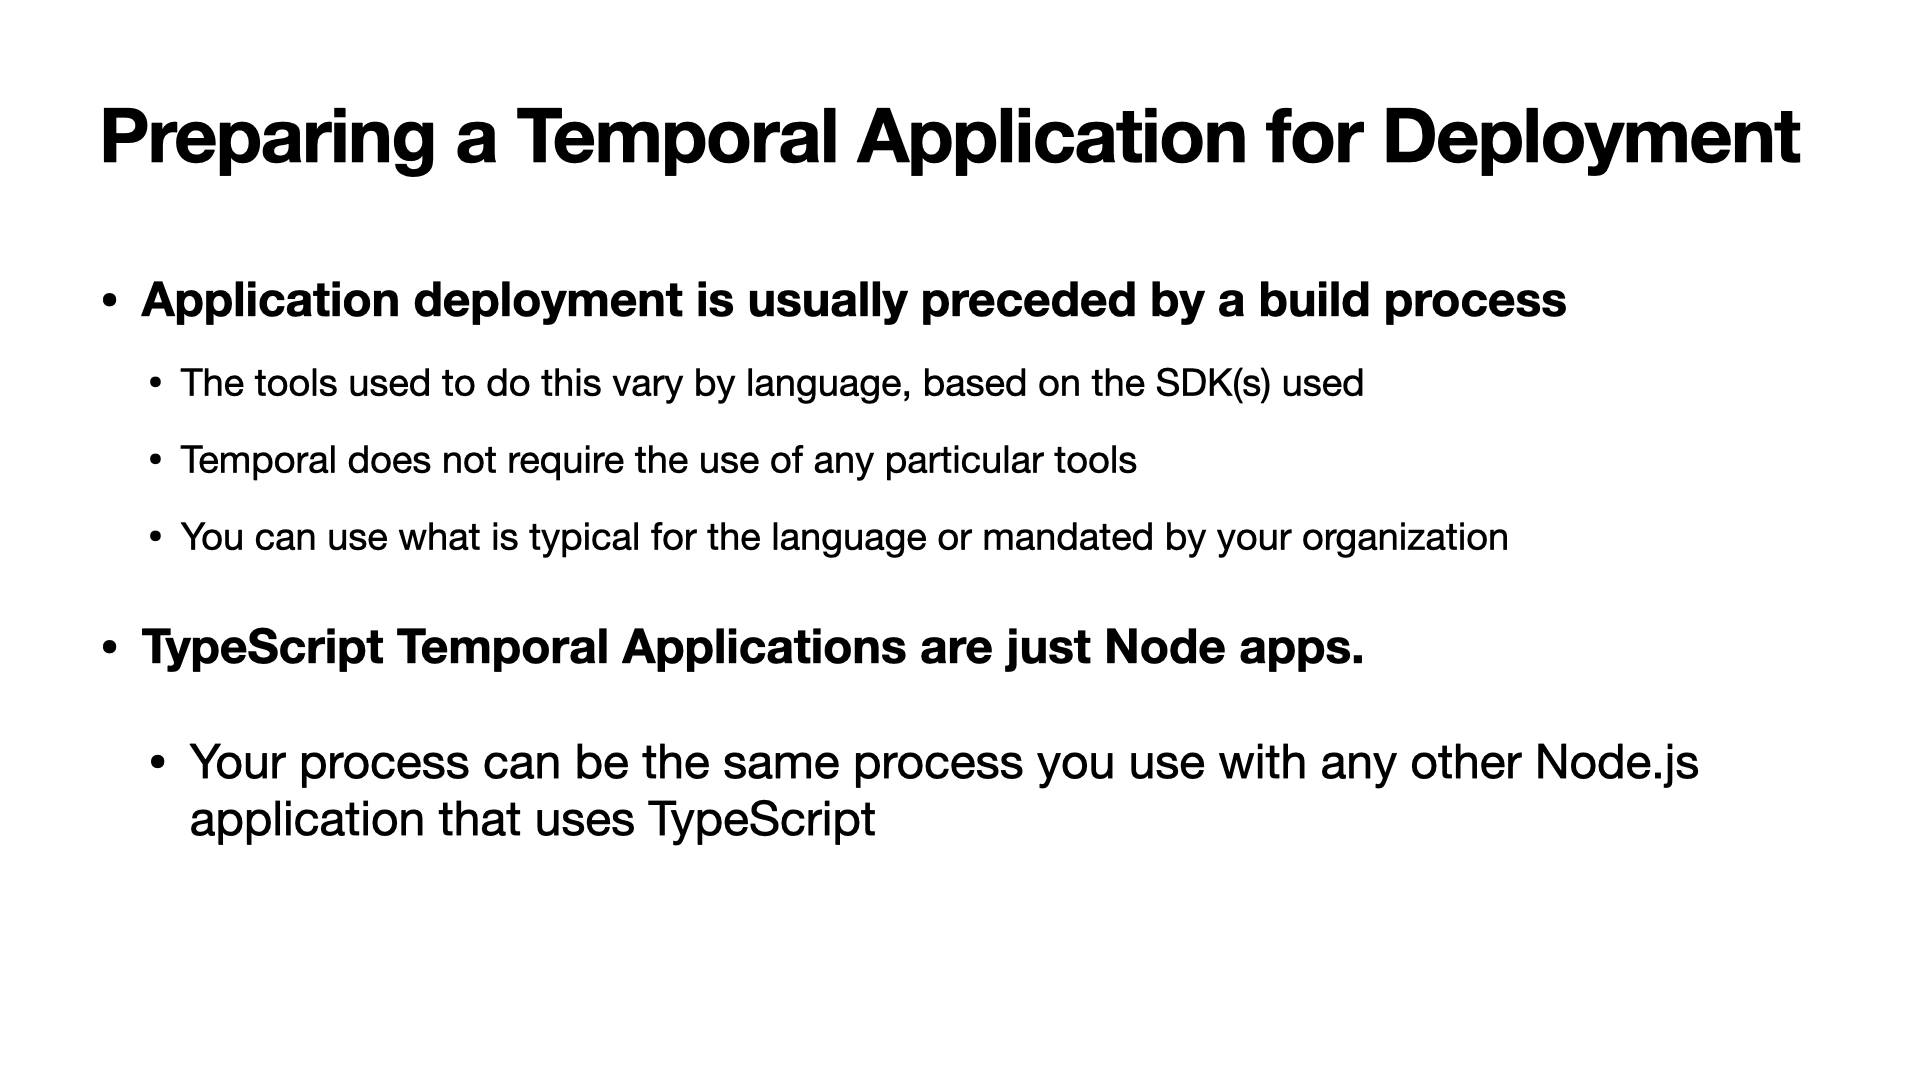 Preparing a Temporal Application for Deployment
• Application deployment is usually preceded by a build process
• The tools used to do this vary by language, based on the SDK(s) used
• Temporal does not require the use of any particular tools
• You can use what is typical for the language or mandated by your organization
• TypeScript Temporal Applications are just Node apps.
• Your process can be the same process you use with any other Node.js
application that uses TypeScript